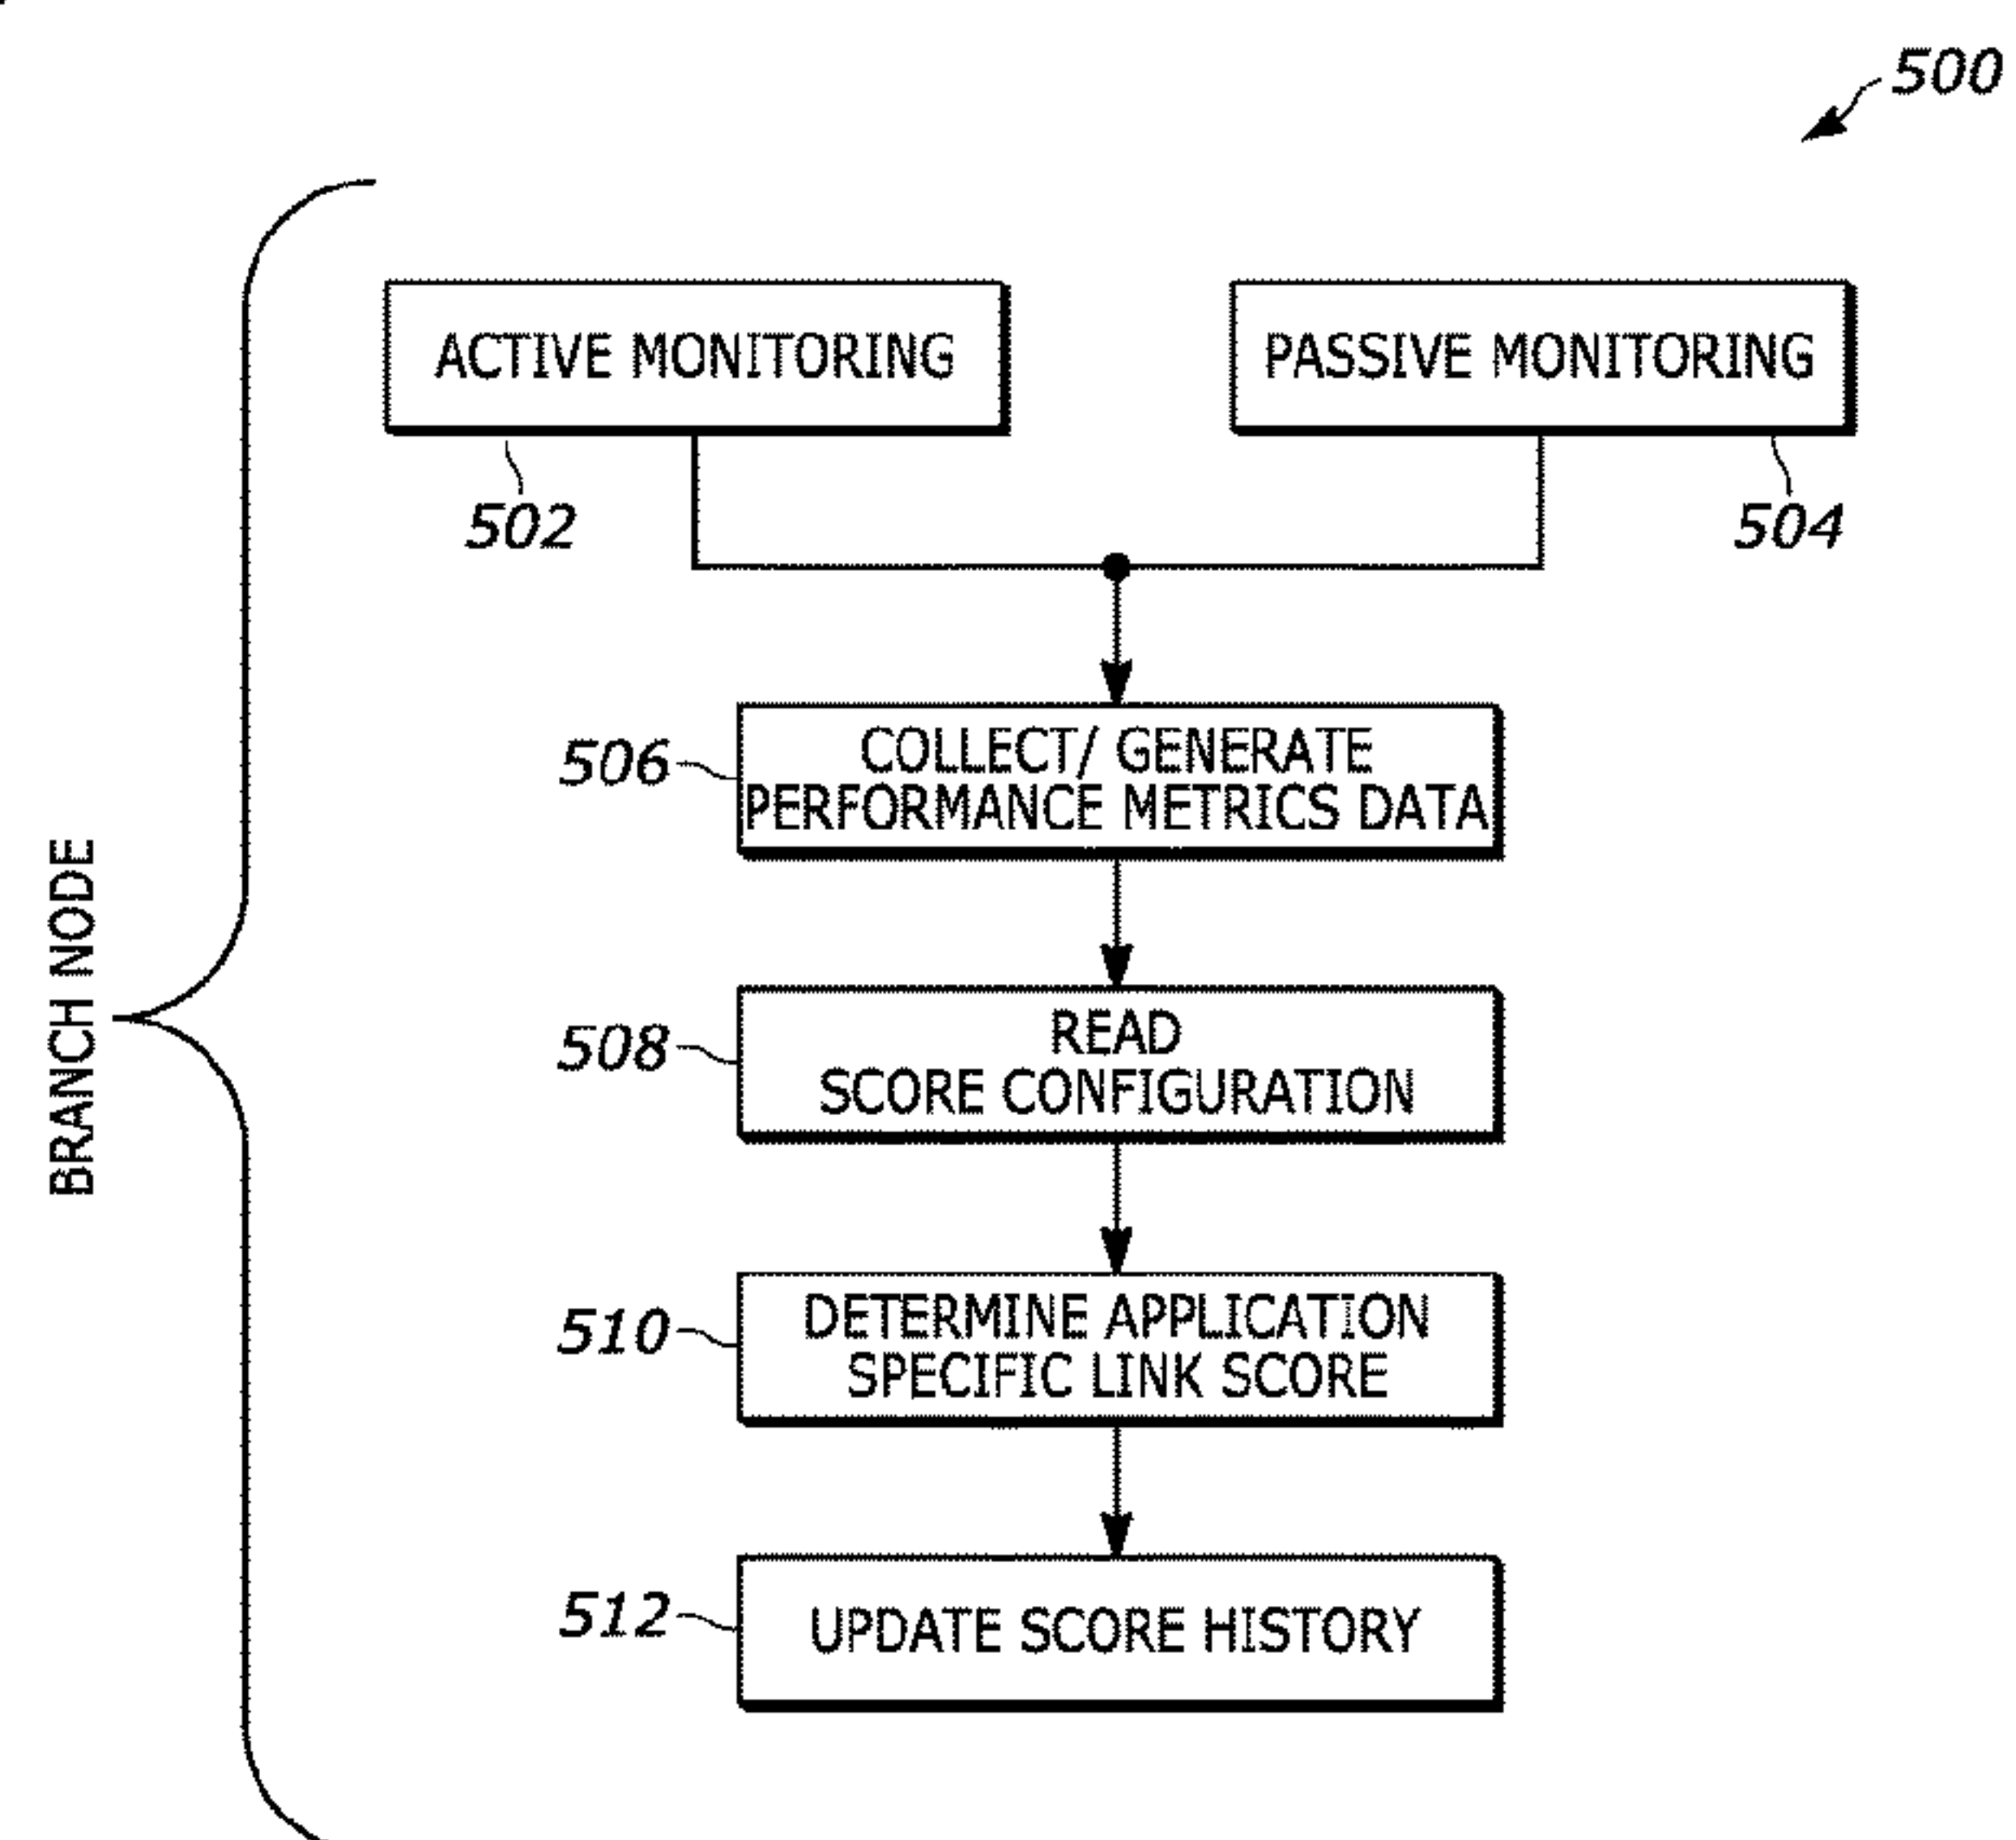 500
ACTIVE MONITORING
PASSIVE MONITORING
502
504
506
COLLECT/ GENERATE
PERFORMANCE METRICS DATA
BRANCH NODE
508
READ
SCORE CONFIGURATION
510
DETERMINE APPLICATION
SPECIFIC LINK SCORE
512
UPDATE SCORE HISTORY